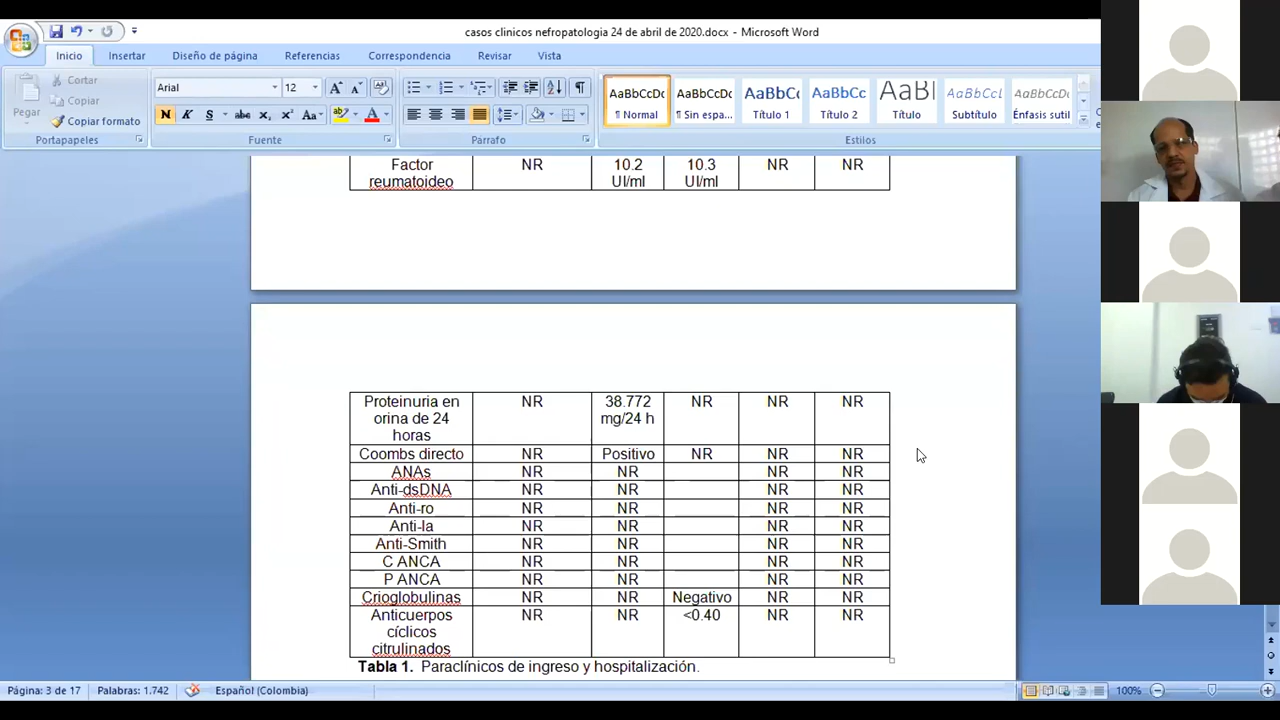 casos clinicos nefropatologia 24 de abril de 2020.docx - Microsoft Word
Inicio Insertar Diseño de página Referencias Correspondencia Revisar Vista
Pegar
Cortar
Copiar
Copiar formato
Portapapeles
Arial 12
N K S abc x₂ x² Aa
Fuente
Párrafo
AaBbCcDc AaBbCcDc AaBbCc AaBbCc AaBl AaBbCcL AaBbCcDc
¶ Normal ¶ Sin espa... Título 1 Título 2 Título Subtítulo Énfasis sutil
Estilos
Factor reumatoideo NR 10.2 UI/ml 10.3 UI/ml NR NR
Proteinuria en orina de 24 horas NR 38.772 mg/24 h NR NR NR
Coombs directo NR Positivo NR NR NR
ANAs NR NR NR NR
Anti-dsDNA NR NR NR NR
Anti-ro NR NR NR NR
Anti-la NR NR NR NR
Anti-Smith NR NR NR NR
C ANCA NR NR NR NR
P ANCA NR NR NR NR
Crioglobulinas NR NR Negativo NR NR
Anticuerpos cíclicos citrulinados NR NR <0.40 NR NR
Tabla 1. Paraclínicos de ingreso y hospitalización.
Página: 3 de 17 Palabras: 1.742 Español (Colombia) 100%